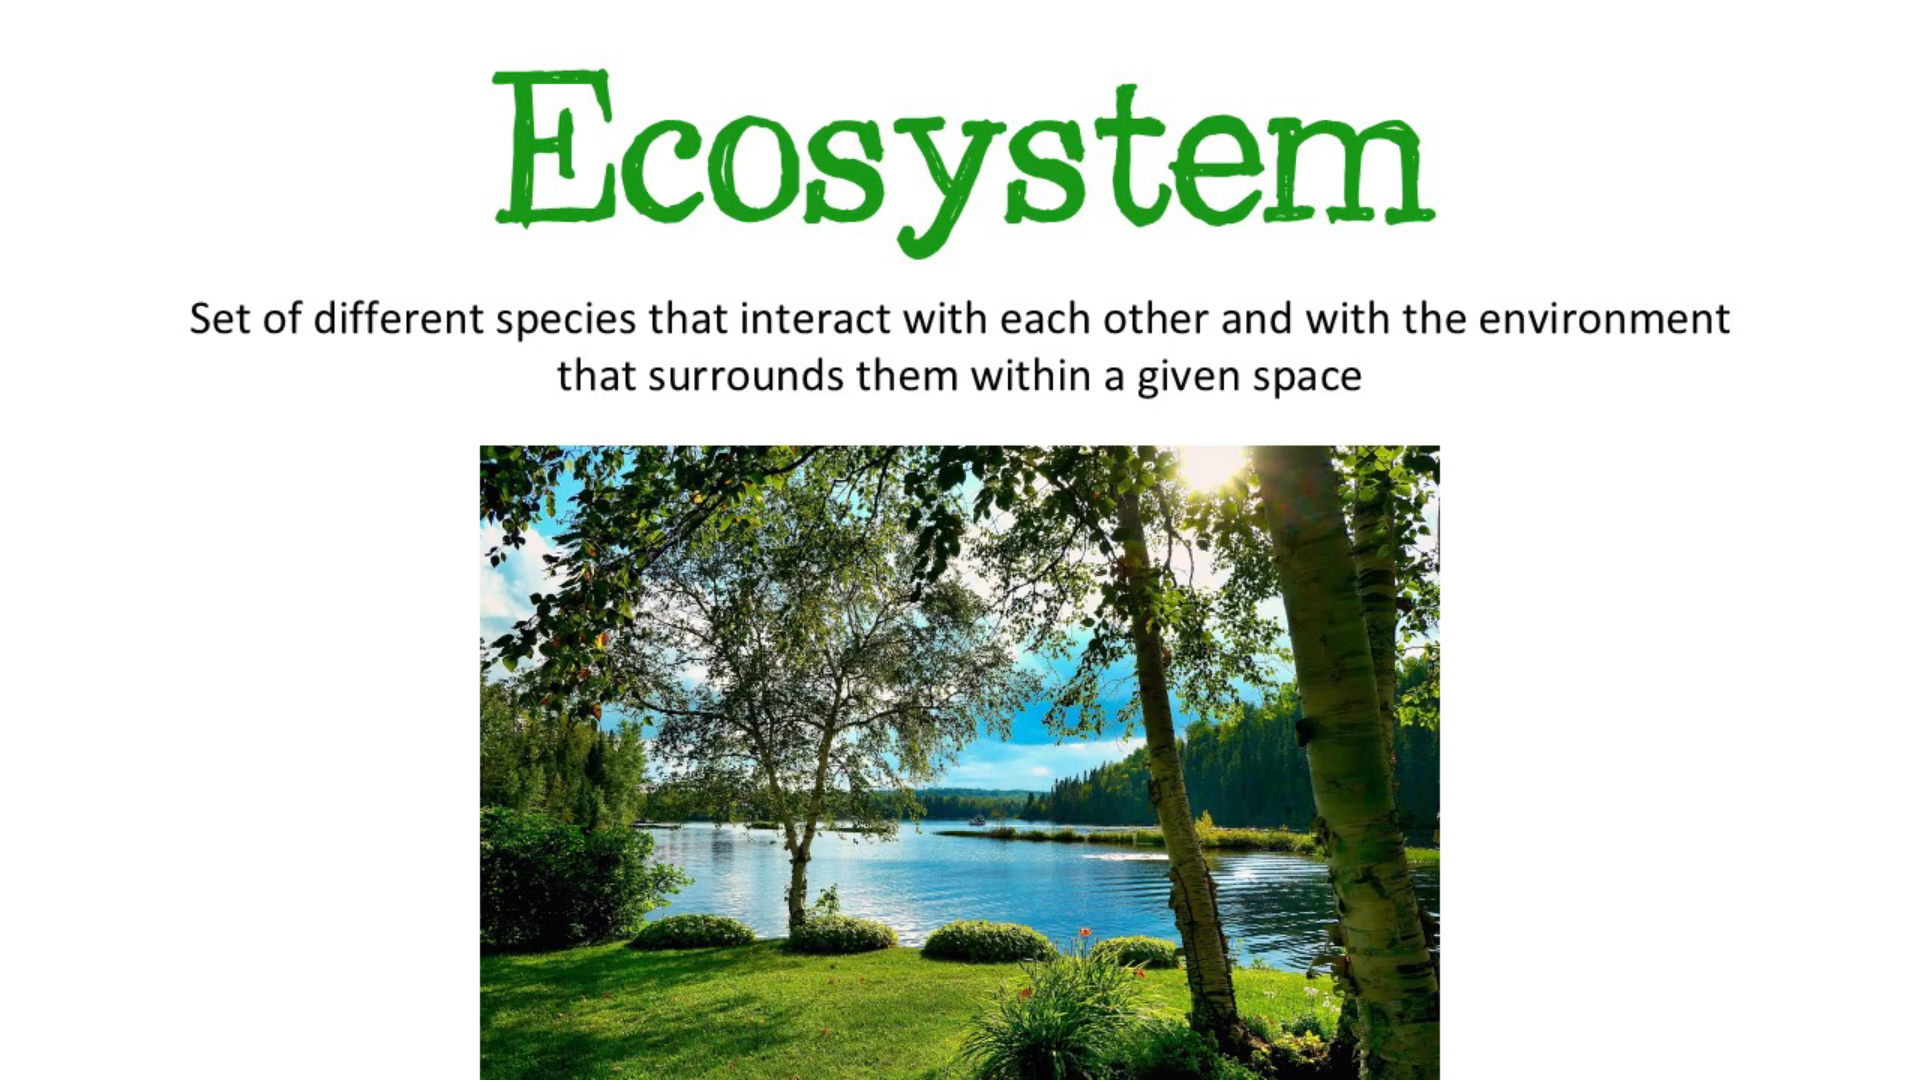 Ecosystem
Set of different species that interact with each other and with the environment
that surrounds them within a given space